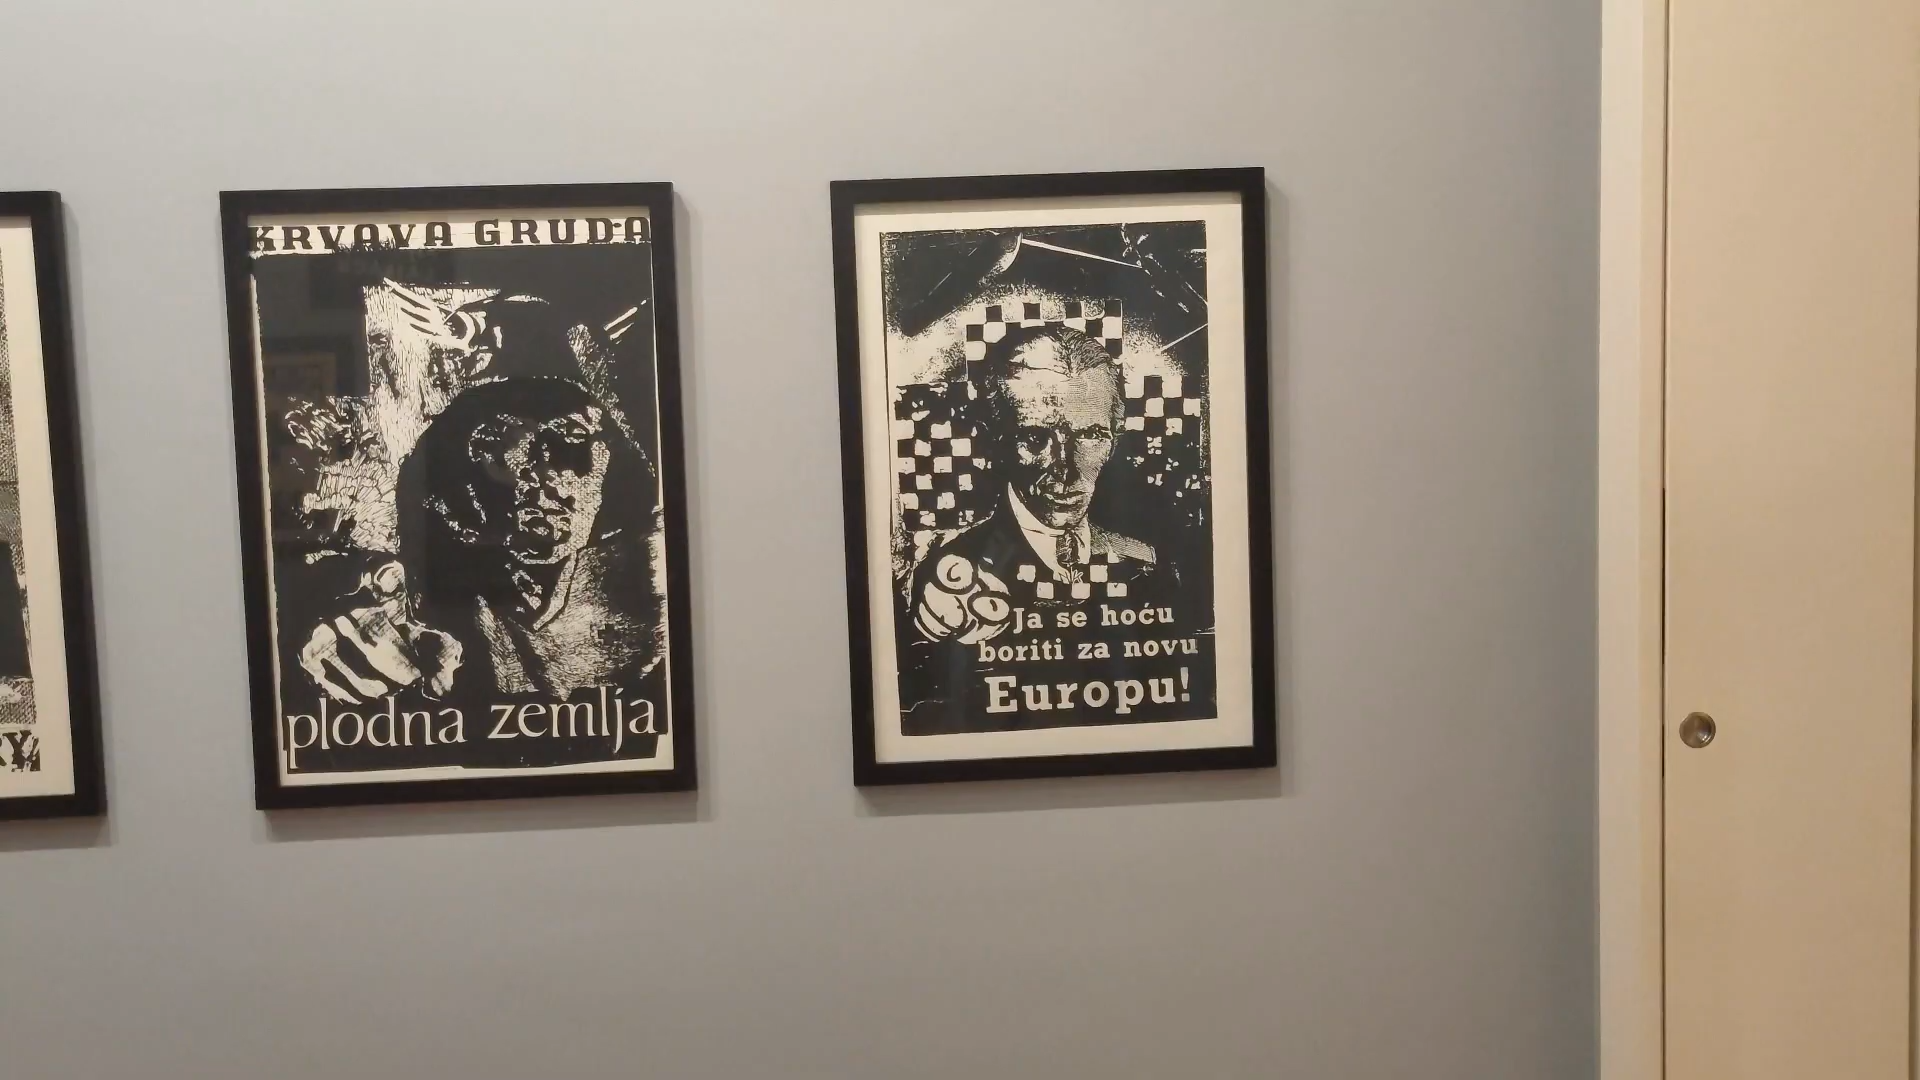 KRVAVA GRUDA
plodna zemlja
Ja se hoću
boriti za novu
Europu!